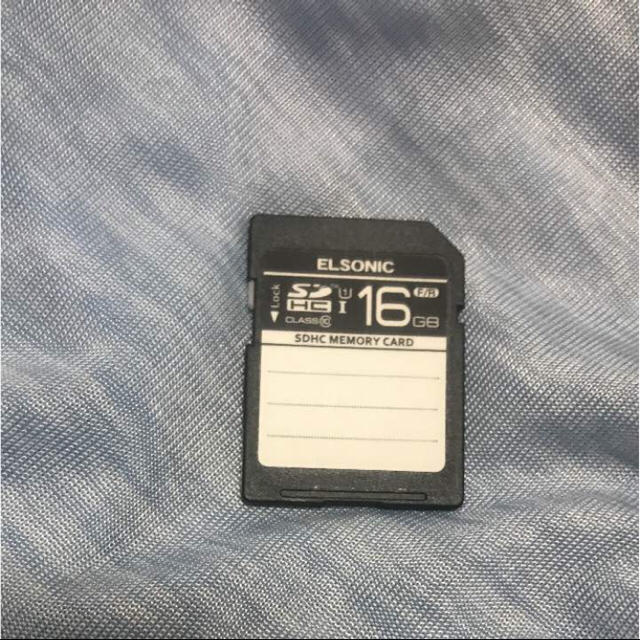 ELSONIC
Lock
SD HC I
1
16 GB
F/R
CLASS 10
SDHC MEMORY CARD